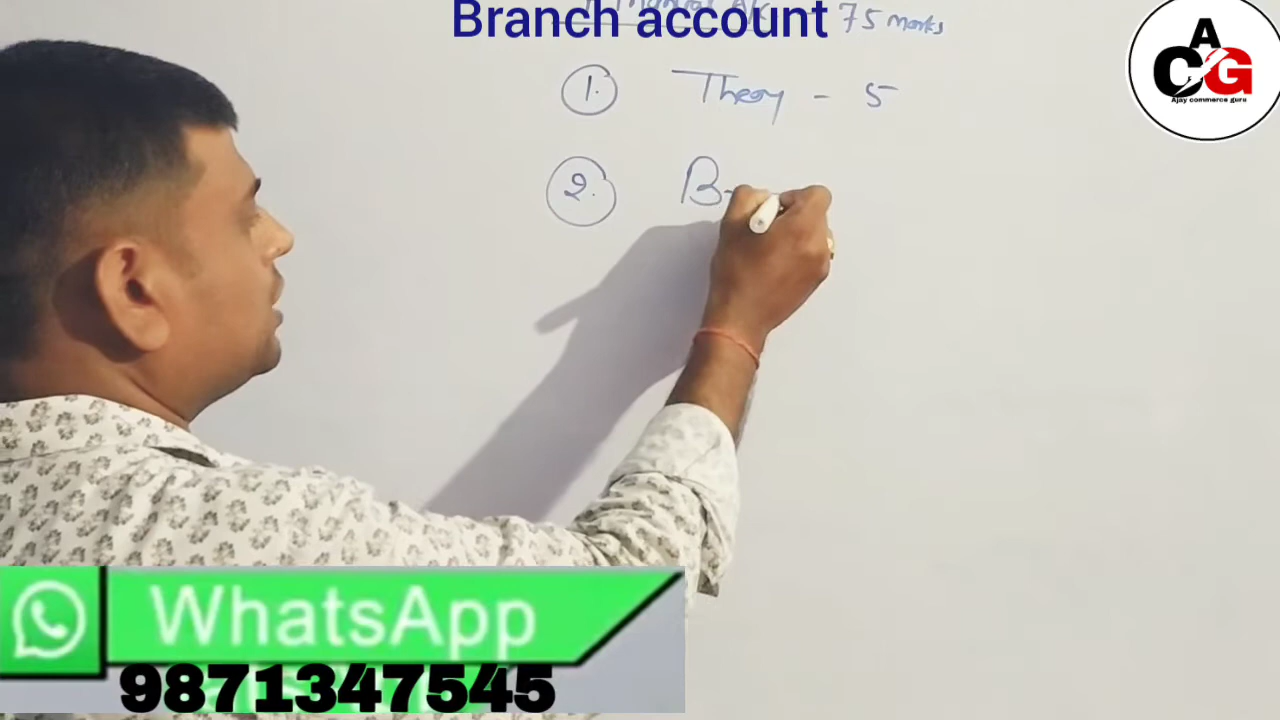 Branch account
75 marks
1. Theory - 5
2. B
ACG
Ajay commerce guru
WhatsApp
9871347545